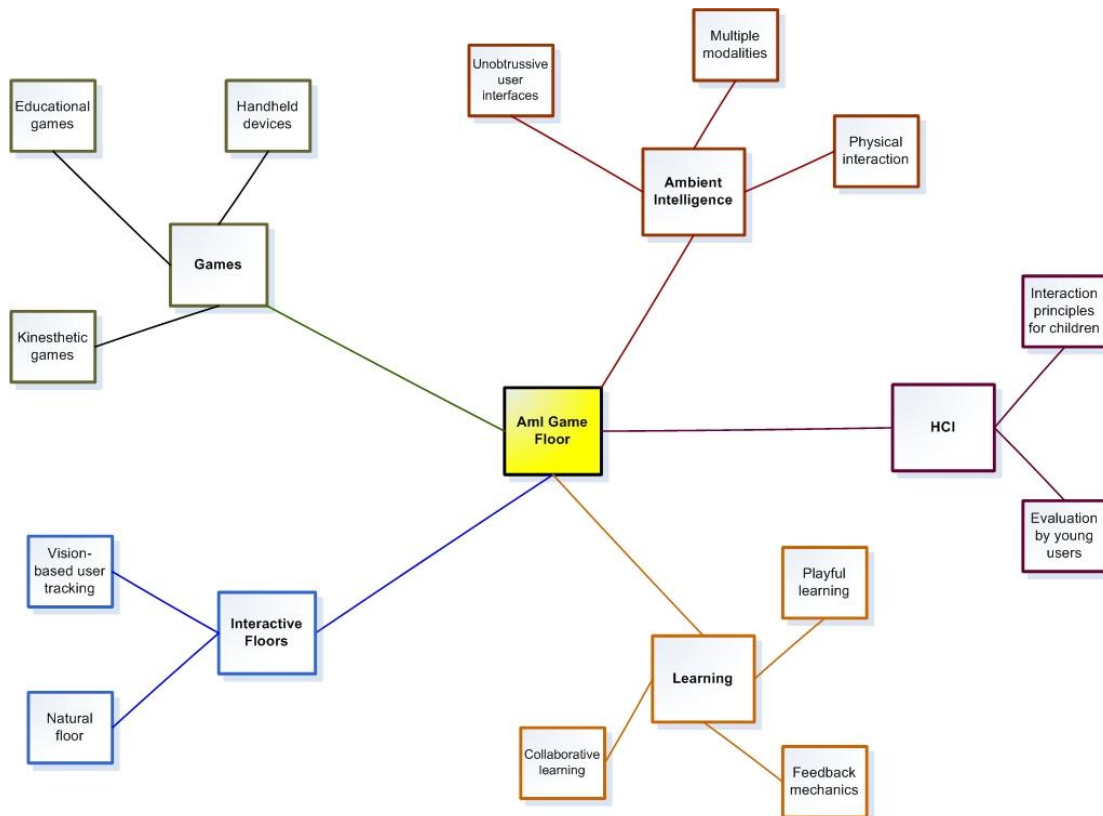 Multiple
modalities
Unobtrussive
user
interfaces
Educational
games
Handheld
devices
Physical
interaction
Ambient
Intelligence
Games
Interaction
principles
for children
Kinesthetic
games
AmI Game
Floor
HCI
Evaluation
by young
users
Vision-
based user
tracking
Playful
learning
Interactive
Floors
Learning
Natural
floor
Collaborative
learning
Feedback
mechanics